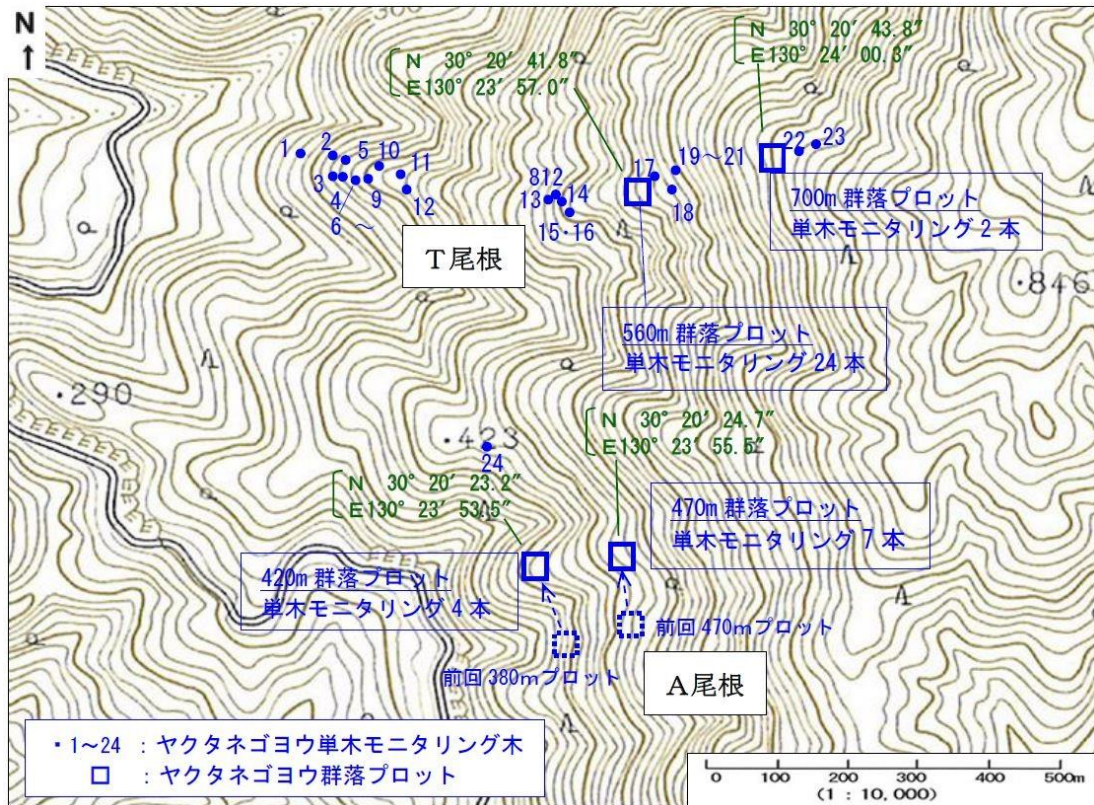 N
↑
300
N 30° 20′ 41.8″
E130° 23′ 57.0″
N 30° 20′ 43.8″
E130° 24′ 00.3″
1
2
5
10
11
3
4
9
12
6 ～
812
13
14
15・16
17
19～21
18
22
23
T尾根
700m 群落プロット
単木モニタリング 2 本
・846
560m 群落プロット
単木モニタリング 24 本
・290
・423
24
N 30° 20′ 24.7″
E130° 23′ 55.5″
N 30° 20′ 23.2″
E130° 23′ 53.5″
470m 群落プロット
単木モニタリング 7 本
420m 群落プロット
単木モニタリング 4 本
前回 470mプロット
前回 380mプロット
A尾根
・1～24 ：ヤクタネゴヨウ単木モニタリング木
□ ：ヤクタネゴヨウ群落プロット
0 100 200 300 400 500m
(1 : 10,000)